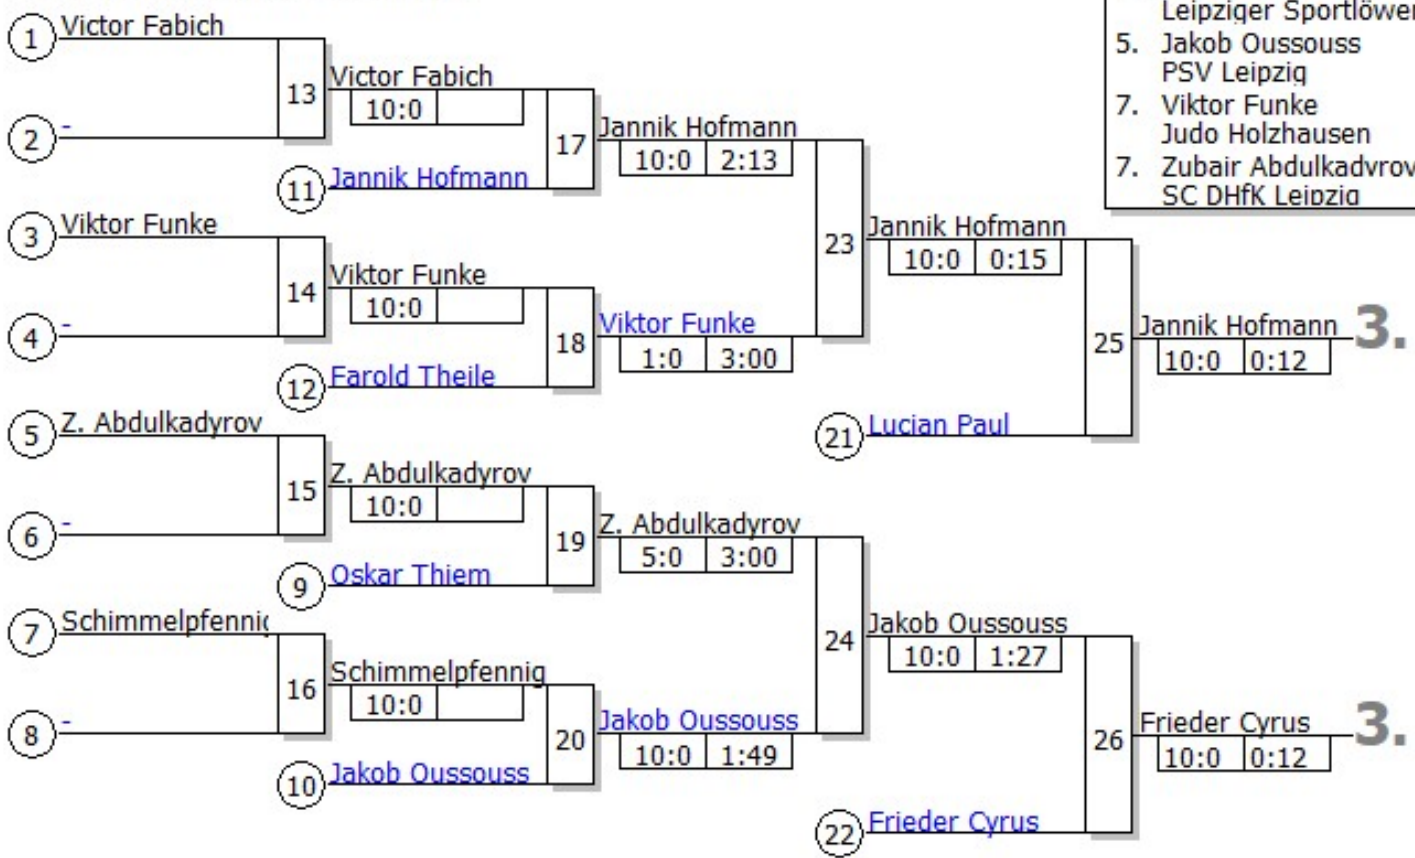 1 Victor Fabich
2 -
13
Victor Fabich
10:0
11 Jannik Hofmann
17
Jannik Hofmann
10:0 2:13
3 Viktor Funke
4 -
14
Viktor Funke
10:0
12 Farold Theile
18
Viktor Funke
1:0 3:00
23
Jannik Hofmann
10:0 0:15
21 Lucian Paul
25
Jannik Hofmann 3.
10:0 0:12
5 Z. Abdulkadyrov
6 -
15
Z. Abdulkadyrov
10:0
9 Oskar Thiem
19
Z. Abdulkadyrov
5:0 3:00
7 Schimmelpfennig
8 -
16
Schimmelpfennig
10:0
10 Jakob Oussouss
20
Jakob Oussouss
10:0 1:49
24
Jakob Oussouss
10:0 1:27
22 Frieder Cyrus
26
Frieder Cyrus 3.
10:0 0:12
Leipziger Sportlöwen
5. Jakob Oussouss
PSV Leipzig
7. Viktor Funke
Judo Holzhausen
7. Zubair Abdulkadyrov
SC DHfK Leipzig